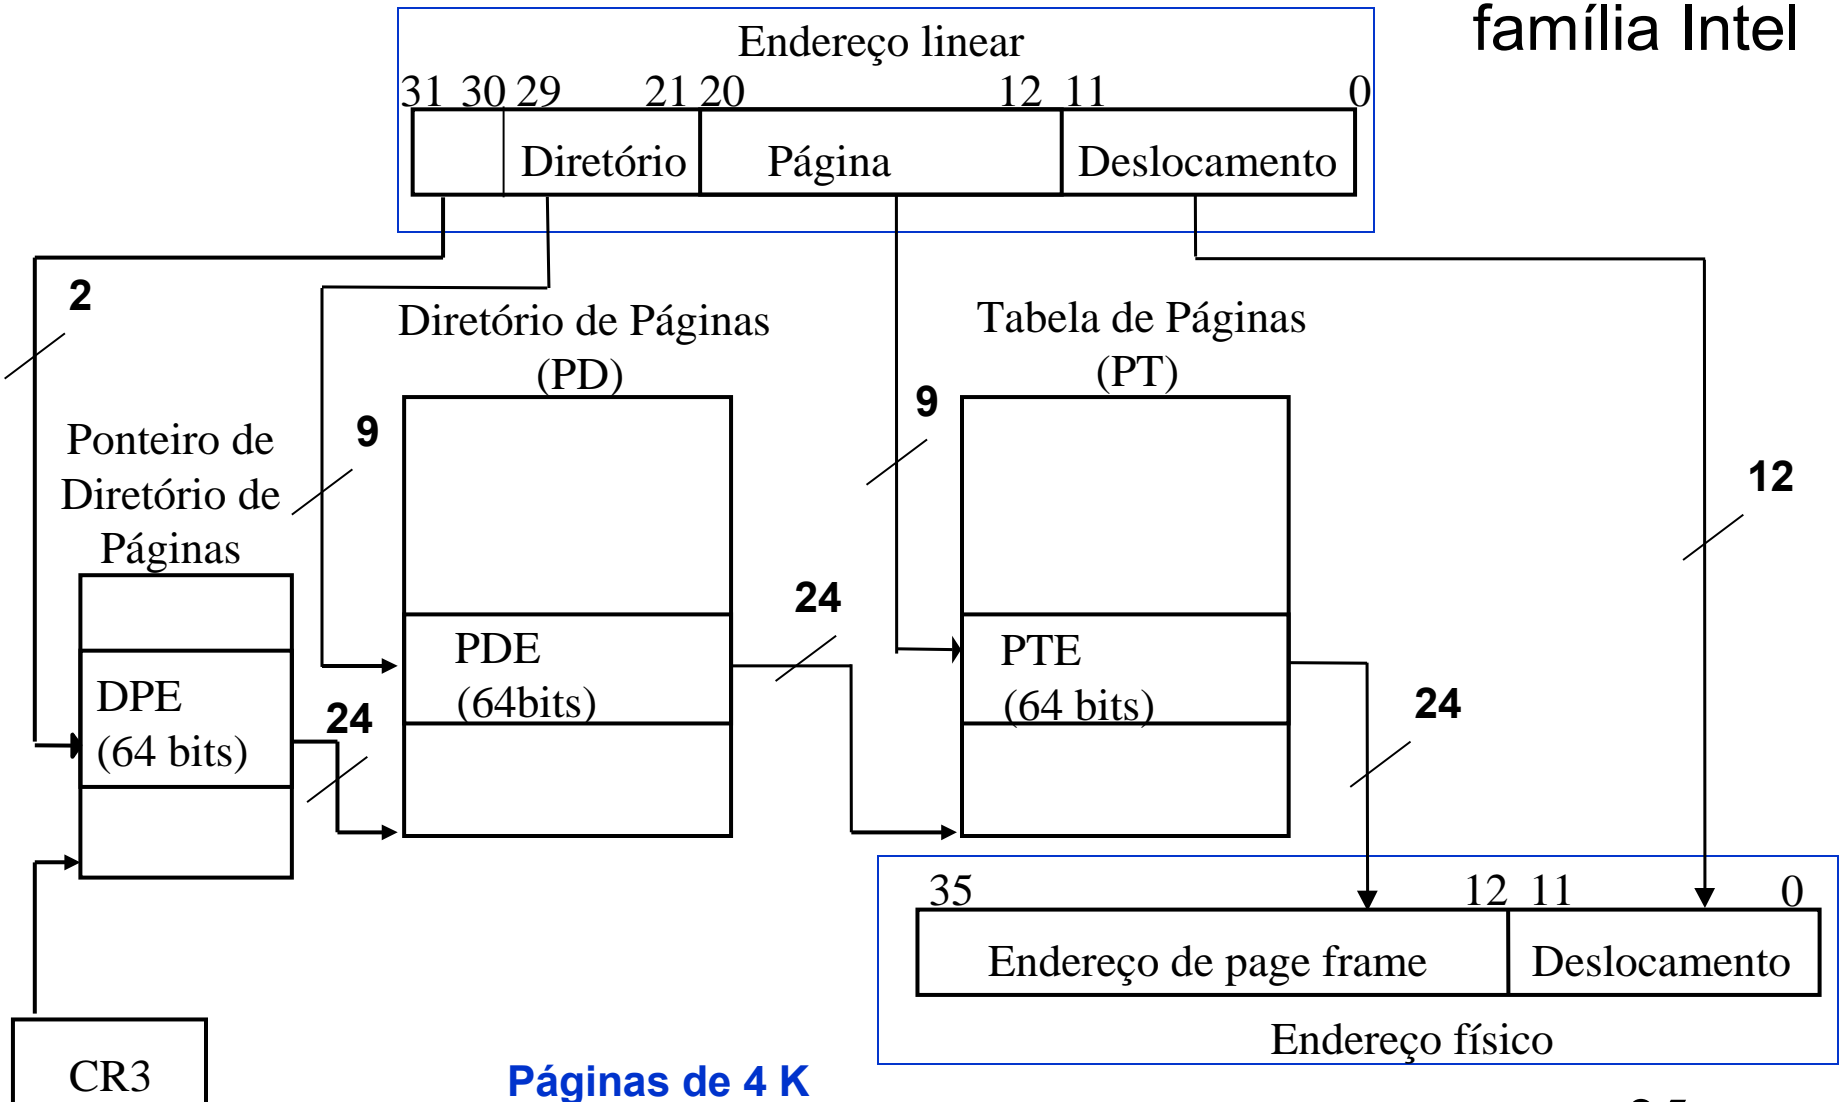 família Intel
Endereço linear
31 30 29 21 20 12 11 0
Diretório Página Deslocamento
2
Diretório de Páginas
(PD)
Tabela de Páginas
(PT)
9
9
Ponteiro de
Diretório de
Páginas
12
24
PDE
(64bits)
PTE
(64 bits)
DPE
(64 bits)
24
24
35 12 11 0
Endereço de page frame Deslocamento
Endereço físico
CR3
Páginas de 4 K